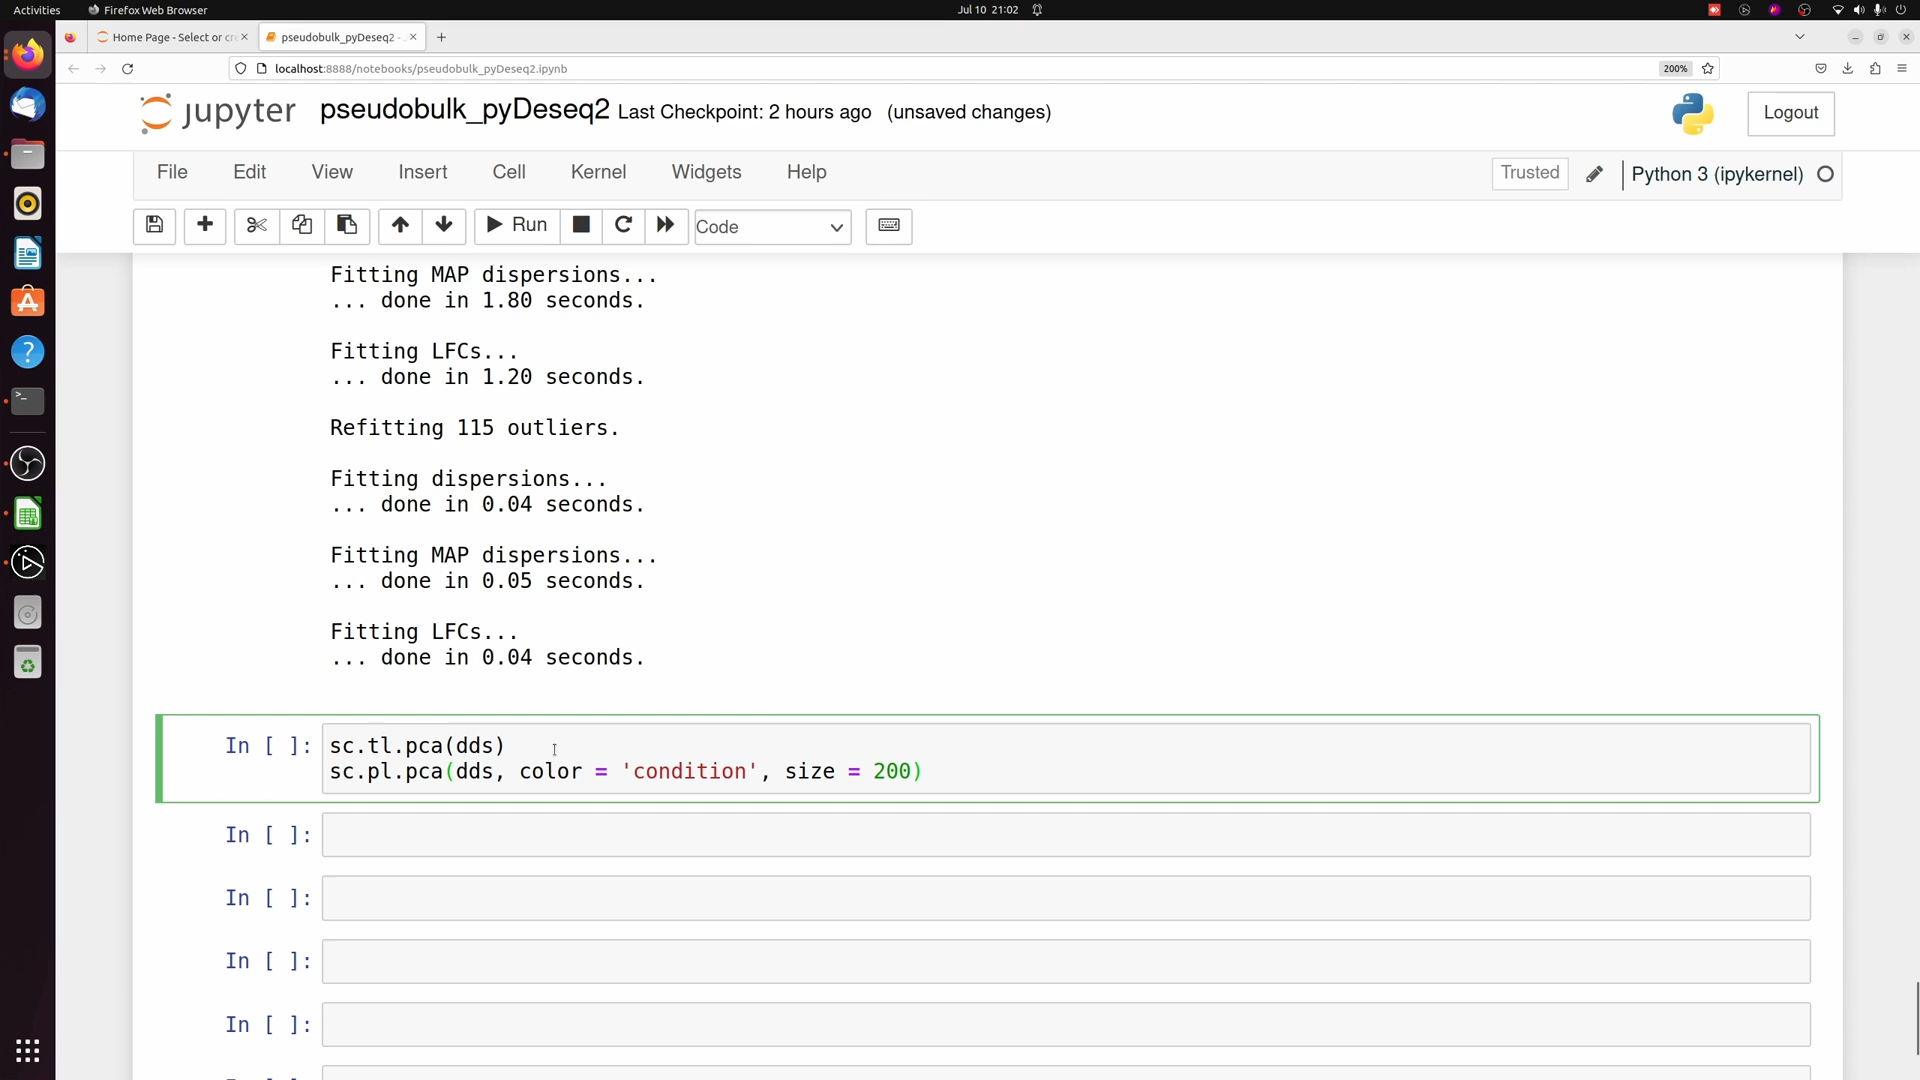 Activities Firefox Web Browser Jul 10 21:02
Home Page - Select or cre pseudobulk_pyDeseq2 -
localhost:8888/notebooks/pseudobulk_pyDeseq2.ipynb 200%
jupyter pseudobulk_pyDeseq2 Last Checkpoint: 2 hours ago (unsaved changes) Logout
File Edit View Insert Cell Kernel Widgets Help Trusted Python 3 (ipykernel)
Run Code
Fitting MAP dispersions...
... done in 1.80 seconds.
Fitting LFCs...
... done in 1.20 seconds.
Refitting 115 outliers.
Fitting dispersions...
... done in 0.04 seconds.
Fitting MAP dispersions...
... done in 0.05 seconds.
Fitting LFCs...
... done in 0.04 seconds.
In [ ]: sc.tl.pca(dds)
sc.pl.pca(dds, color = 'condition', size = 200)
In [ ]:
In [ ]:
In [ ]:
In [ ]: